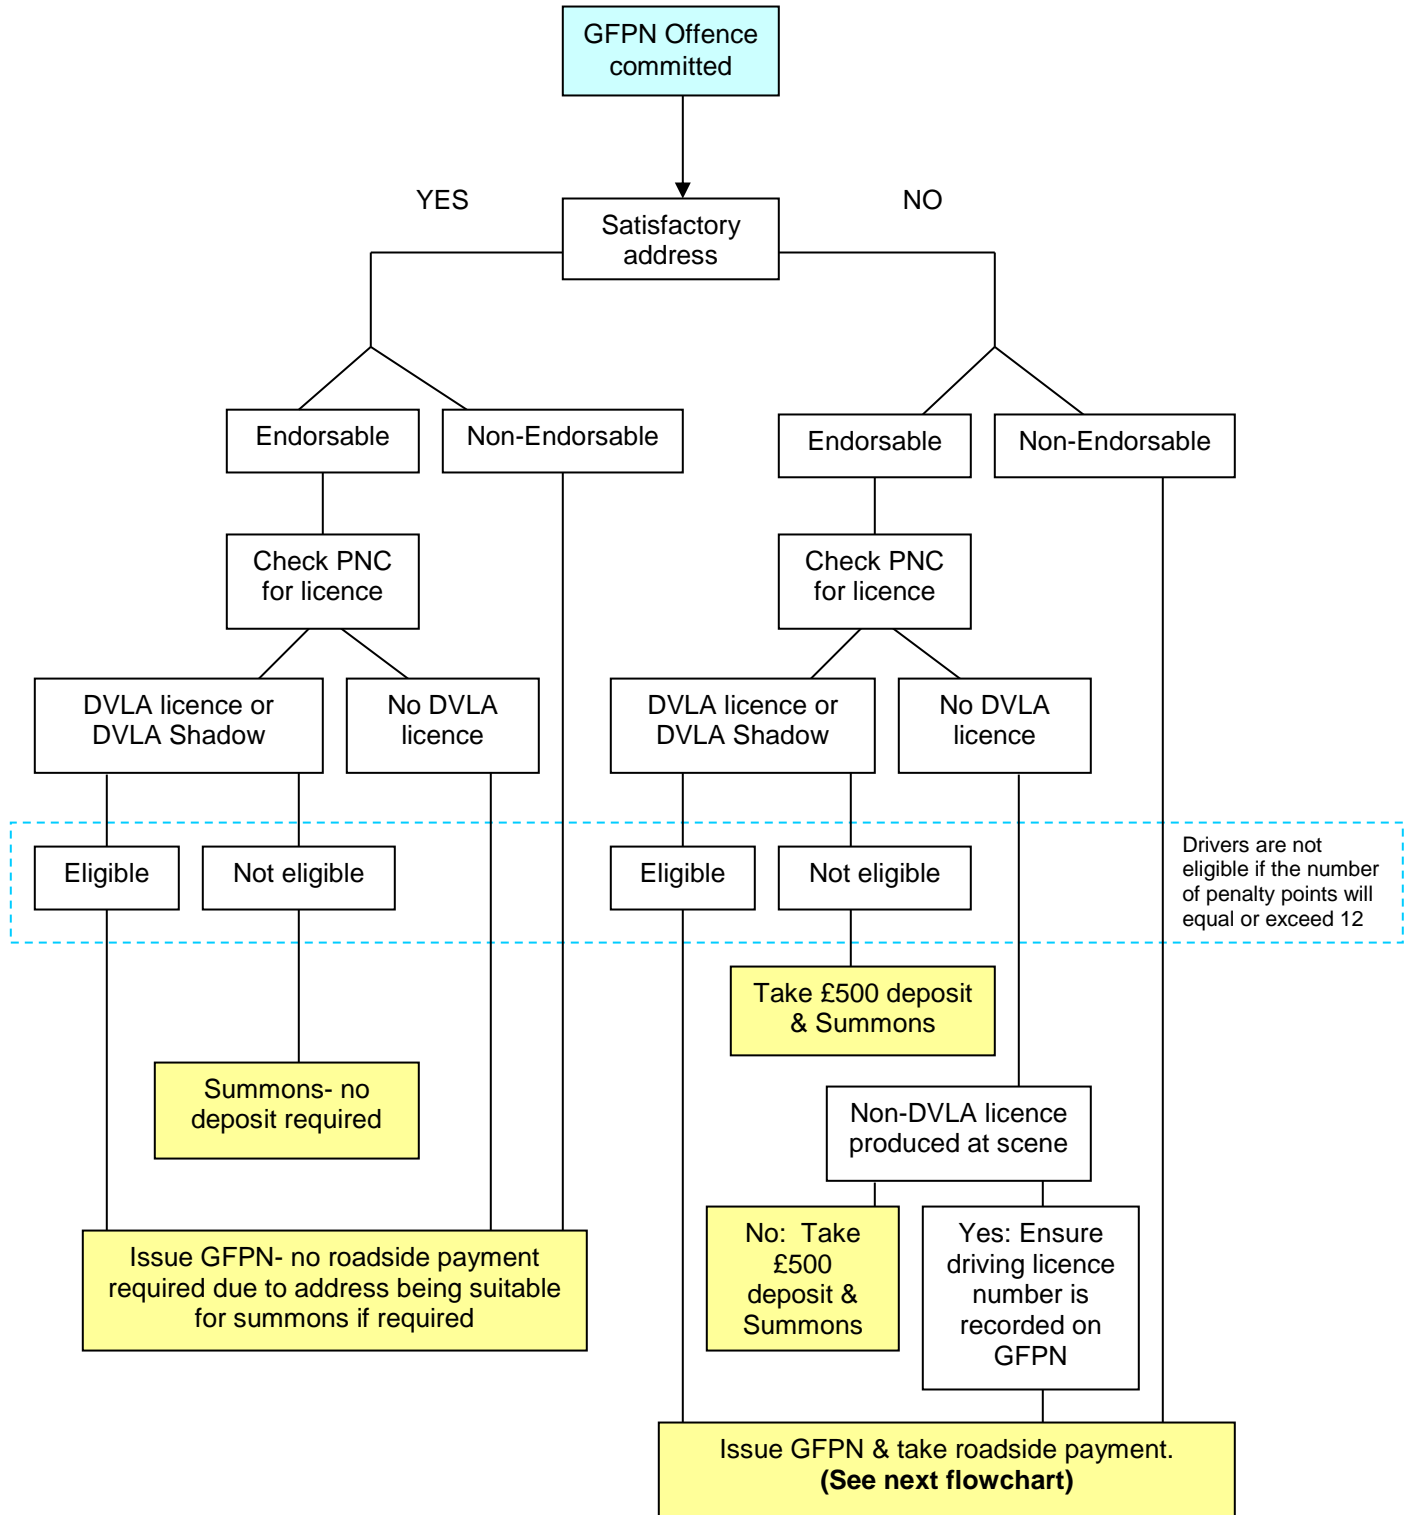 GFPN Offence
committed
YES
NO
Satisfactory
address
Endorsable
Non-Endorsable
Endorsable
Non-Endorsable
Check PNC
for licence
Check PNC
for licence
DVLA licence or
DVLA Shadow
No DVLA
licence
DVLA licence or
DVLA Shadow
No DVLA
licence
Eligible
Not eligible
Eligible
Not eligible
Drivers are not
eligible if the number
of penalty points will
equal or exceed 12
Take £500 deposit
& Summons
Summons- no
deposit required
Non-DVLA licence
produced at scene
No:  Take
£500
deposit &
Summons
Yes: Ensure
driving licence
number is
recorded on
GFPN
Issue GFPN- no roadside payment
required due to address being suitable
for summons if required
Issue GFPN & take roadside payment.
(See next flowchart)